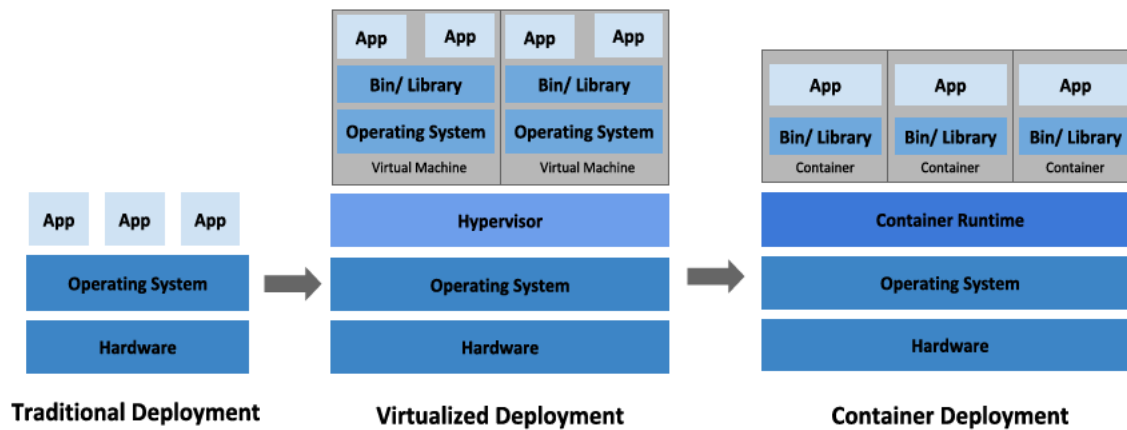 App
App
App
Operating System
Hardware
Traditional Deployment
App
App
App
App
Bin/ Library
Bin/ Library
Operating System
Operating System
Virtual Machine
Virtual Machine
Hypervisor
Operating System
Hardware
Virtualized Deployment
App
App
App
Bin/ Library
Bin/ Library
Bin/ Library
Container
Container
Container
Container Runtime
Operating System
Hardware
Container Deployment